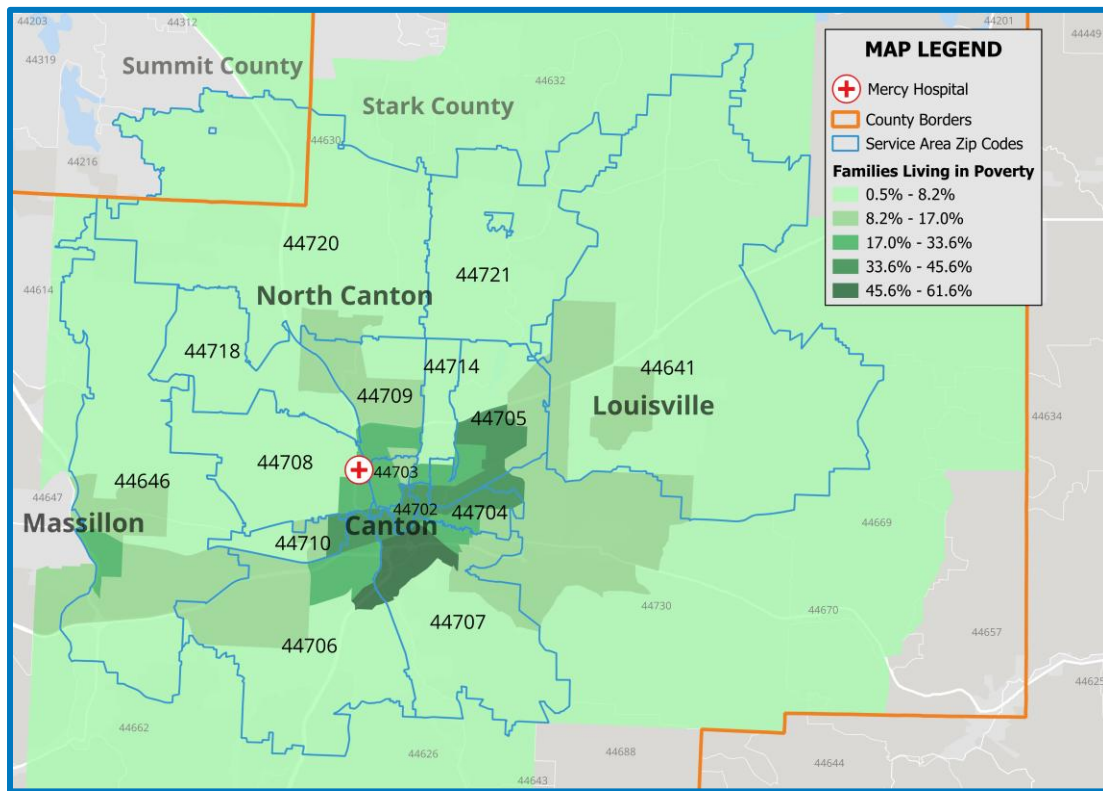 44203
44312
44201
44319
44449
Summit County
44632
Stark County
44630
44216
MAP LEGEND
Mercy Hospital
County Borders
Service Area Zip Codes
Families Living in Poverty
0.5% - 8.2%
8.2% - 17.0%
17.0% - 33.6%
33.6% - 45.6%
45.6% - 61.6%
44720
44721
44614
North Canton
44718
44714
44641
44709
Louisville
44705
44634
44708
44703
44646
44647
44702
44704
Massillon
Canton
44669
44710
44730
44670
44707
44657
44706
44625
44662
44626
44688
44644
44643